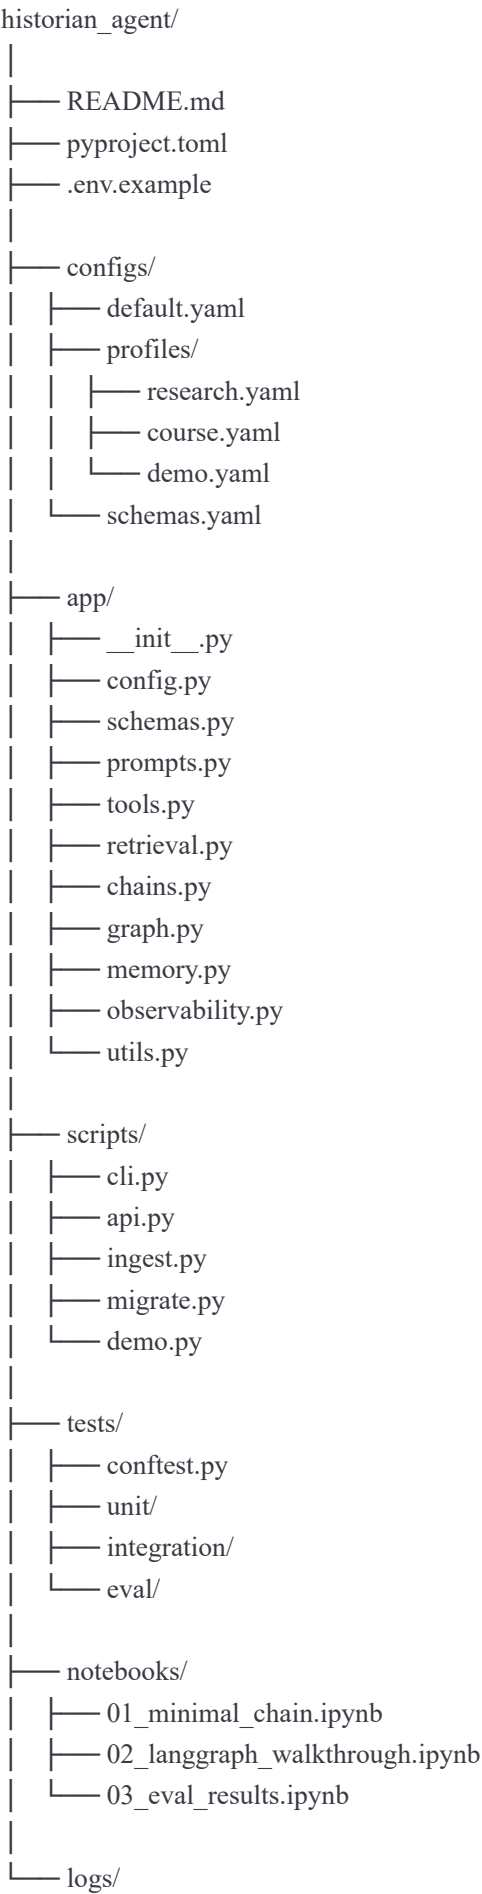 historian_agent/
│
├── README.md
├── pyproject.toml
├── .env.example
│
├── configs/
│   ├── default.yaml
│   ├── profiles/
│   │   ├── research.yaml
│   │   ├── course.yaml
│   │   └── demo.yaml
│   └── schemas.yaml
│
├── app/
│   ├── __init__.py
│   ├── config.py
│   ├── schemas.py
│   ├── prompts.py
│   ├── tools.py
│   ├── retrieval.py
│   ├── chains.py
│   ├── graph.py
│   ├── memory.py
│   ├── observability.py
│   └── utils.py
│
├── scripts/
│   ├── cli.py
│   ├── api.py
│   ├── ingest.py
│   ├── migrate.py
│   └── demo.py
│
├── tests/
│   ├── conftest.py
│   ├── unit/
│   ├── integration/
│   └── eval/
│
├── notebooks/
│   ├── 01_minimal_chain.ipynb
│   ├── 02_langgraph_walkthrough.ipynb
│   └── 03_eval_results.ipynb
│
└── logs/